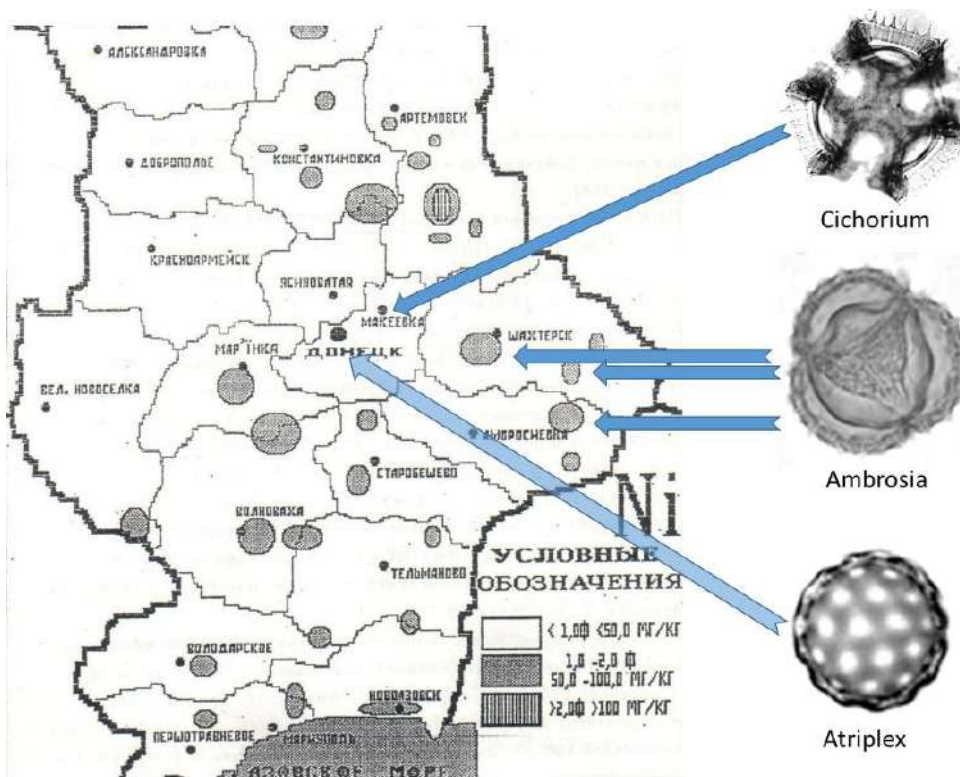 АЛЕКСАНДРОВКА
АРТЕМОВСК
ДОБРОПОЛЬЕ
КОНСТАНТИНОВКА
Cichorium
КРАСНОАРМЕЙСК
ЯСИНОВАТАЯ
МАКЕЕВКА
ШАХТЕРСК
МАР'ИНКА
ДОНЕЦК
ВЕЛ. НОВОСЕЛКА
АМВРОСИЕВКА
СТАРОБЕШЕВО
Ambrosia
Ni
ВОЛНОВАХА
УСЛОВНЫЕ
ОБОЗНАЧЕНИЯ
ТЕЛЬМАНОВО
< 1,0Ф <50,0 МГ/КГ
ВОЛОДАРСКОЕ
1,0 -2,0 Ф
50,0 -100,0 МГ/КГ
НОВОАЗОВСК
>2,0Ф >100 МГ/КГ
ПЕРШОТРАВНЕВОЕ
МАРИУПОЛЬ
Atriplex
АЗОВСКОЕ МОРЕ